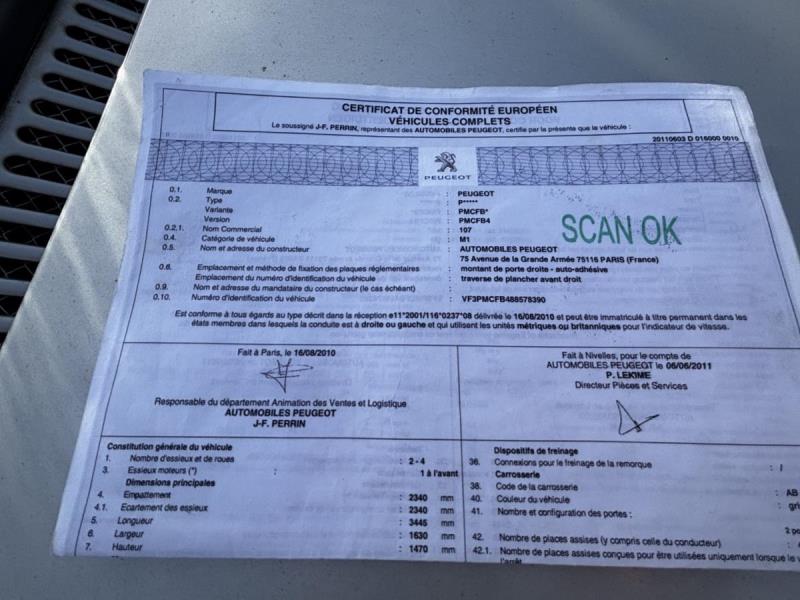 CERTIFICAT DE CONFORMITÉ EUROPÉEN
VÉHICULES COMPLETS
Le soussigné J-F. PERRIN, représentant des AUTOMOBILES PEUGEOT, certifie par la présente que le véhicule :
20110603 D 016000 0010
PEUGEOT
0.1. Marque : PEUGEOT
0.2. Type : P*****
Variante : PMCFB*
Version : PMCFB4
0.2.1. Nom Commercial : 107
0.4. Catégorie de véhicule : M1
0.5. Nom et adresse du constructeur : AUTOMOBILES PEUGEOT
75 Avenue de la Grande Armée 75116 PARIS (France)
0.6. Emplacement et méthode de fixation des plaques réglementaires : montant de porte droite - auto-adhésive
Emplacement du numéro d'identification du véhicule : traverse de plancher avant droit
0.9. Nom et adresse du mandataire du constructeur (le cas échéant) :
0.10. Numéro d'identification du véhicule : VF3PMCFB488578390
SCAN OK
Est conforme à tous égards au type décrit dans la réception e11*2001/116*0237*08 délivrée le 16/08/2010 et peut être immatriculé à titre permanent dans les
états membres dans lesquels la conduite est à droite ou gauche et qui utilisent les unités métriques ou britanniques pour l'indicateur de vitesse.
Fait à Paris, le 16/08/2010
Responsable du département Animation des Ventes et Logistique
AUTOMOBILES PEUGEOT
J-F. PERRIN
Fait à Nivelles, pour le compte de
AUTOMOBILES PEUGEOT le 06/06/2011
P. LEKIME
Directeur Pièces et Services
Constitution générale du véhicule
1. Nombre d'essieux et de roues : 2 - 4
3. Essieux moteurs (*) : 1 à l'avant
Dimensions principales
4. Empattement : 2340 mm
4.1. Ecartement des essieux : 2340 mm
5. Longueur : 3445 mm
6. Largeur : 1630 mm
7. Hauteur : 1470 mm
Dispositifs de freinage
36. Connexions pour le freinage de la remorque : /
Carrosserie
38. Code de la carrosserie : AB
40. Couleur du véhicule : gri
41. Nombre et configuration des portes :
2 po
42. Nombre de places assises (y compris celle du conducteur) :
42.1. Nombre de places assises conçues pour être utilisées uniquement lorsque le v
l'arrêt